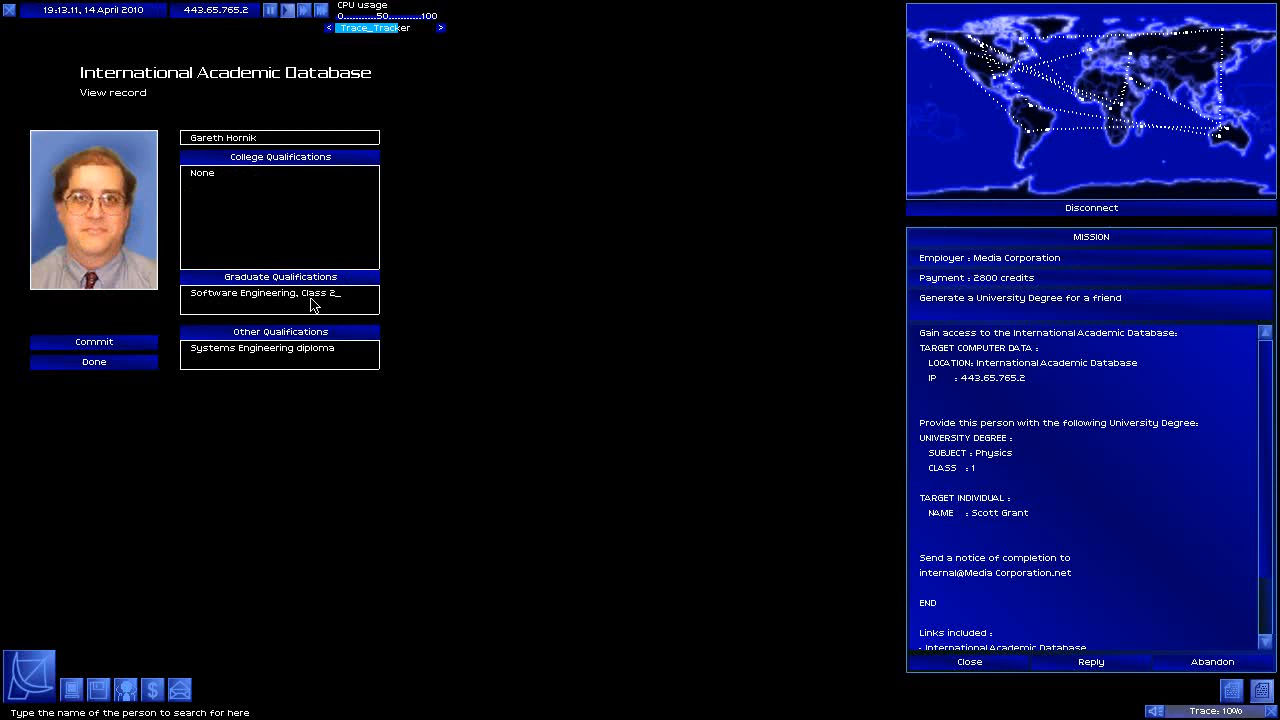 19:13.11, 14 April 2010
443.65.765.2
CPU usage
0.........50.........100
< Trace_Tracker >
International Academic Database
View record
Gareth Hornik
College Qualifications
None
Graduate Qualifications
Software Engineering, Class 2_
Other Qualifications
Systems Engineering diploma
Commit
Done
Disconnect
MISSION
Employer : Media Corporation
Payment : 2800 credits
Generate a University Degree for a friend
Gain access to the International Academic Database:
TARGET COMPUTER DATA :
LOCATION: International Academic Database
IP : 443.65.765.2
Provide this person with the following University Degree:
UNIVERSITY DEGREE :
SUBJECT : Physics
CLASS : 1
TARGET INDIVIDUAL :
NAME : Scott Grant
Send a notice of completion to
internal@Media Corporation.net
END
Links included :
- International Academic Database
Close
Reply
Abandon
Type the name of the person to search for here
Trace: 10%